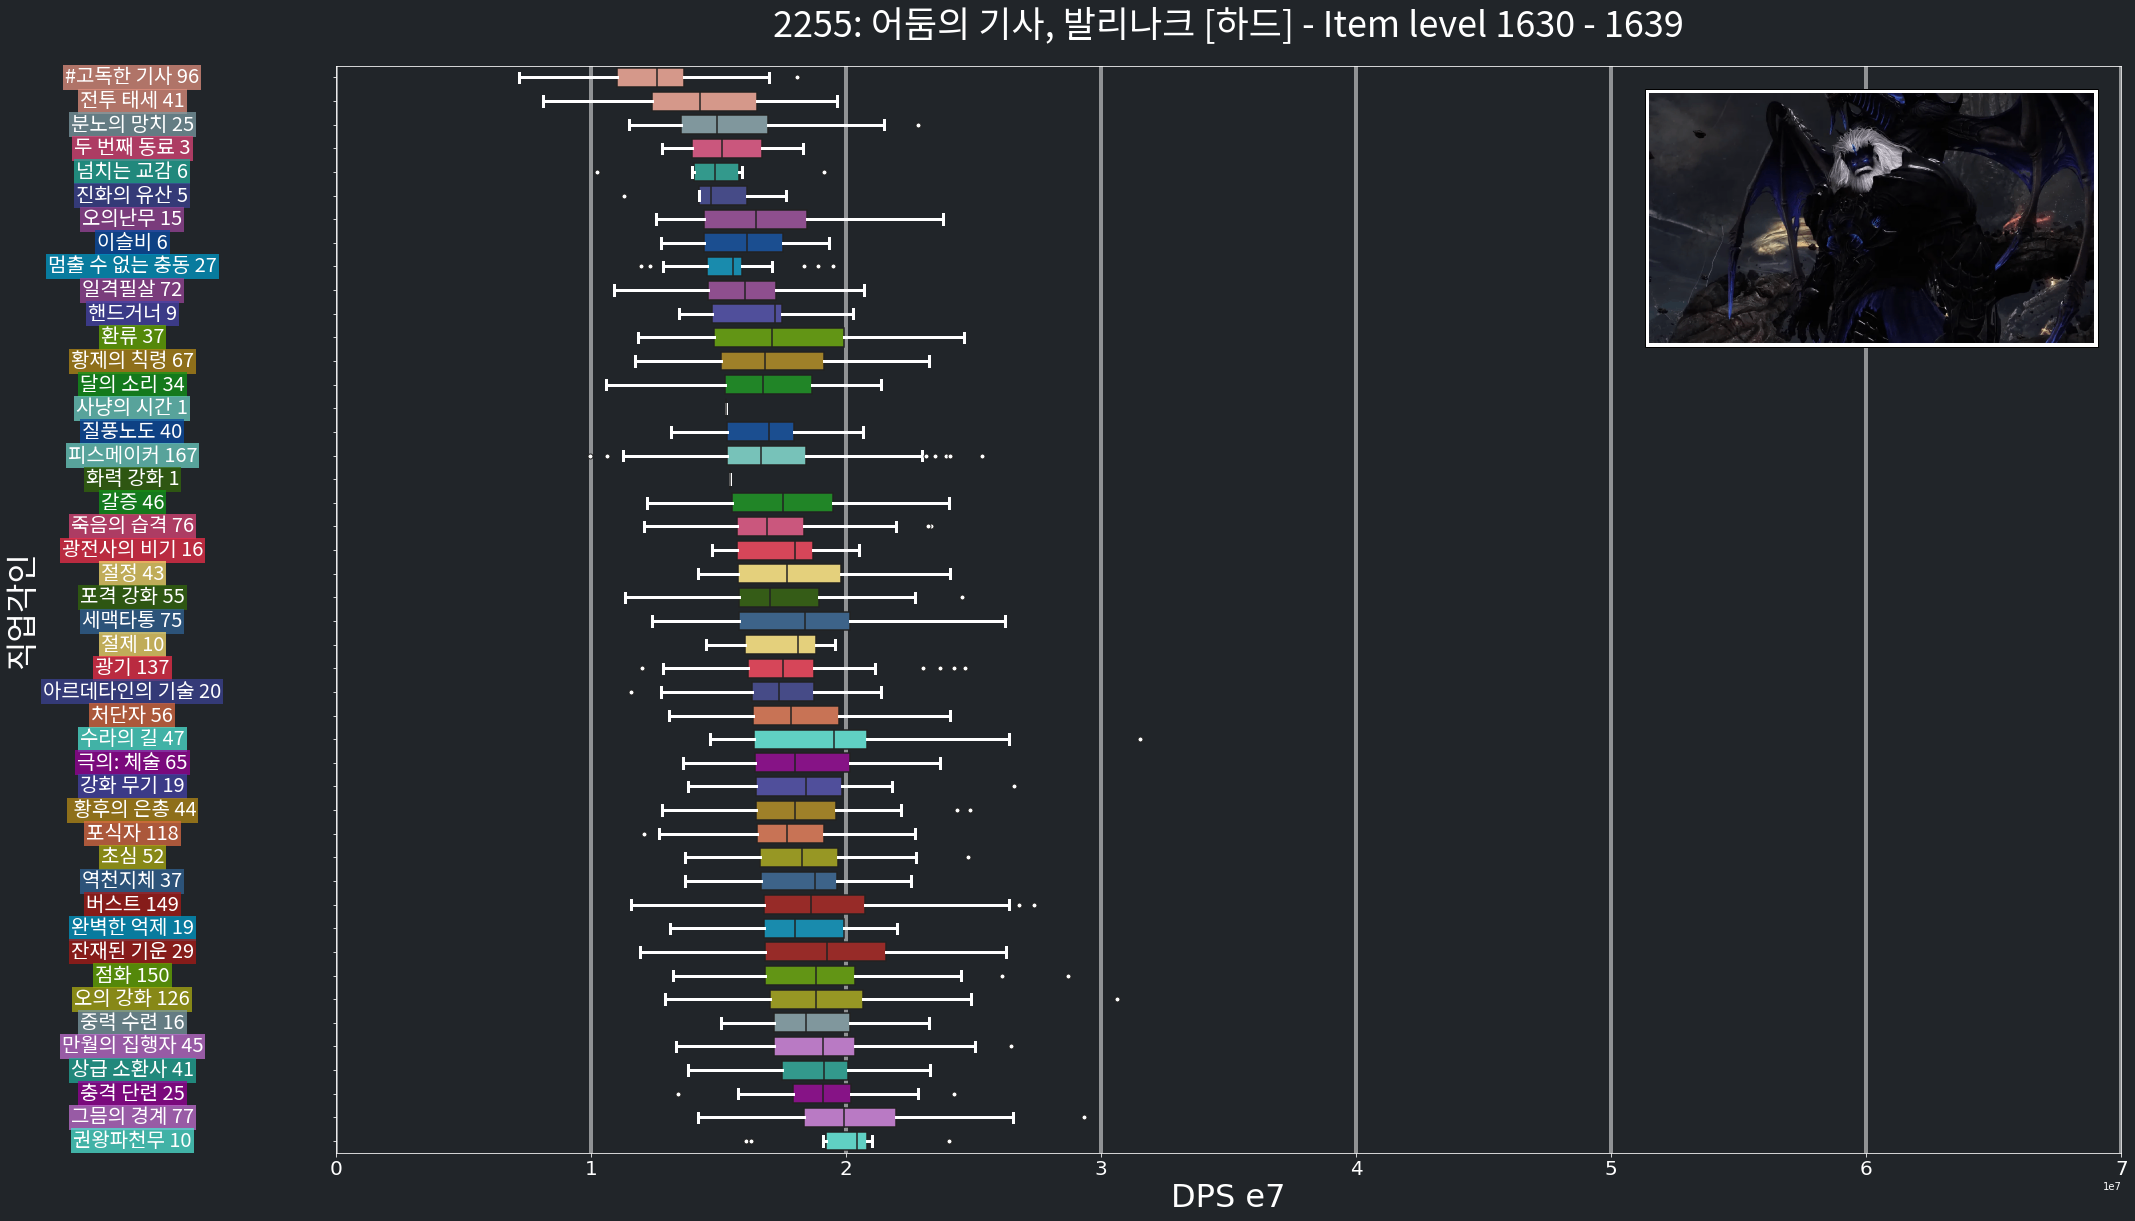 2255: 어둠의 기사, 발리나크 [하드] - Item level 1630 - 1639
#고독한 기사 96
전투 태세 41
분노의 망치 25
두 번째 동료 3
넘치는 교감 6
진화의 유산 5
오의난무 15
이슬비 6
멈출 수 없는 충동 27
일격필살 72
핸드거너 9
환류 37
황제의 칙령 67
달의 소리 34
사냥의 시간 1
질풍노도 40
피스메이커 167
화력 강화 1
갈증 46
죽음의 습격 76
광전사의 비기 16
절정 43
포격 강화 55
세맥타통 75
절제 10
광기 137
아르데타인의 기술 20
처단자 56
수라의 길 47
극의: 체술 65
강화 무기 19
황후의 은총 44
포식자 118
초심 52
역천지체 37
버스트 149
완벽한 억제 19
잔재된 기운 29
점화 150
오의 강화 126
중력 수련 16
만월의 집행자 45
상급 소환사 41
충격 단련 25
그믐의 경계 77
권왕파천무 10
직업각인
0 1 2 3 4 5 6 7
DPS e7
1e7